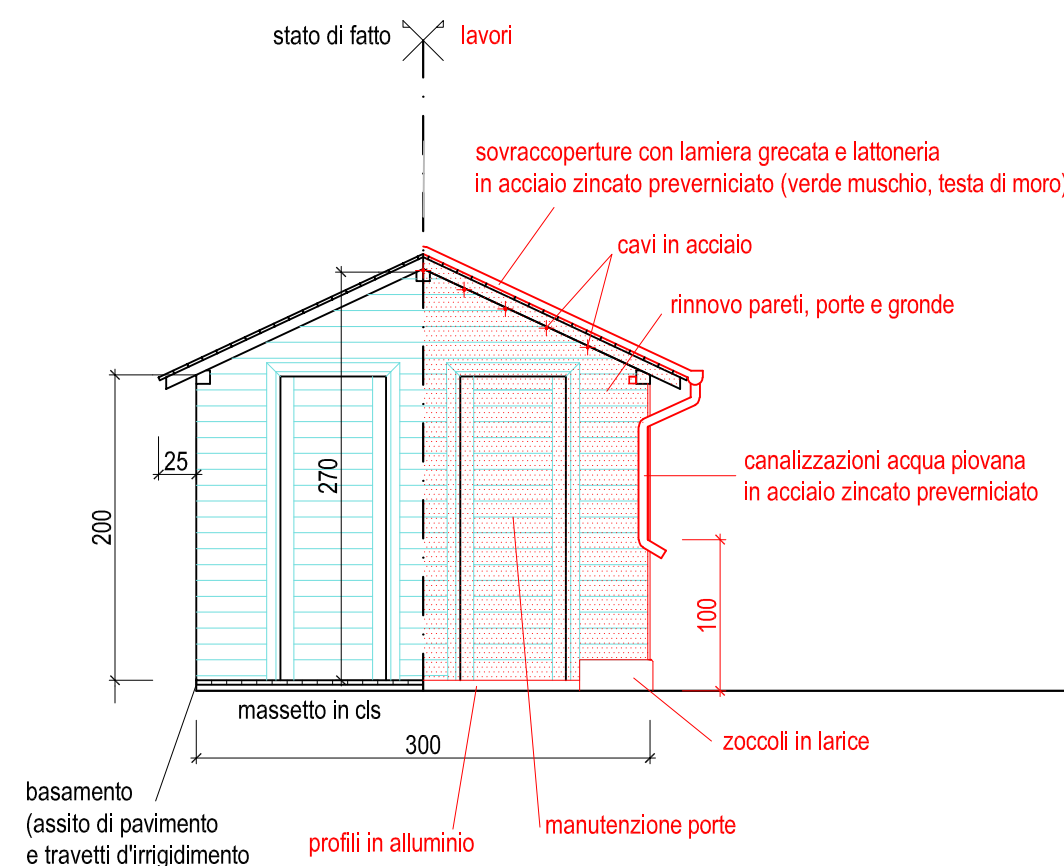 stato di fatto
lavori
sovraccoperture con lamiera grecata e lattoneria
in acciaio zincato preverniciato (verde muschio, testa di moro)
cavi in acciaio
rinnovo pareti, porte e gronde
25
270
200
canalizzazioni acqua piovana
in acciaio zincato preverniciato
100
massetto in cls
300
zoccoli in larice
basamento
(assito di pavimento
e travetti d'irrigidimento
profili in alluminio
manutenzione porte